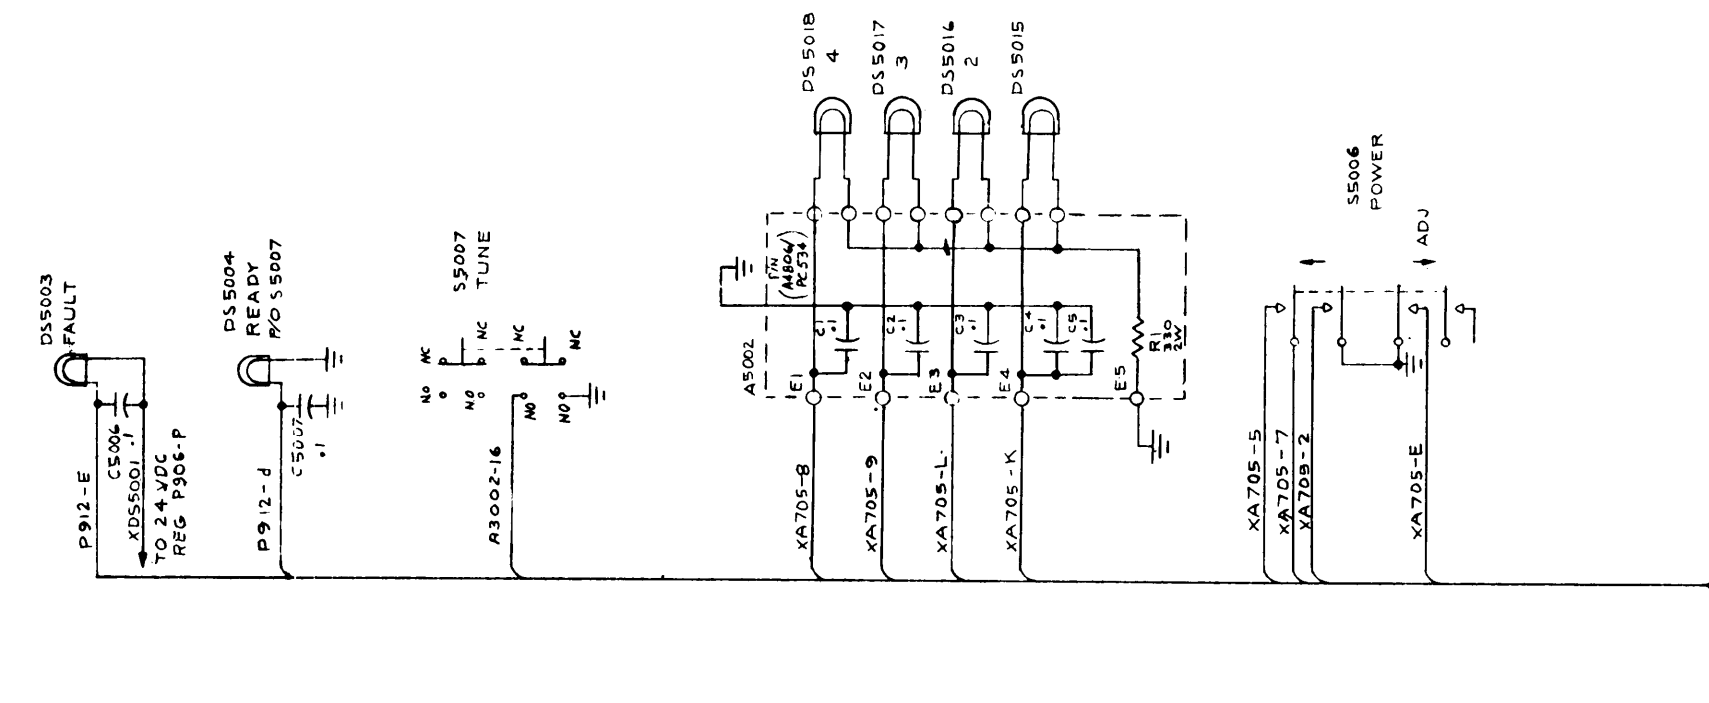 DS5003
FAULT
P912-E
C5006
.1
XDS5001
TO 24 VDC
REG P906-P
DS5004
READY
P/O S5007
C5007
.1
P912-d
S5007
TUNE
NC
NC
NC
NC
NO
NO
NO
NO
A3002-16
DS5018
4
DS5017
3
DS5016
2
DS5015
P/N
(A4806/
PC534)
A5002
C1
.1
C2
.1
C3
.1
C4
.1
C5
.1
R1
330
2W
E1
E2
E3
E4
E5
XA705-8
XA705-9
XA705-L
XA705-K
S5006
POWER
ADJ
XA705-5
XA705-7
XA705-2
XA705-E